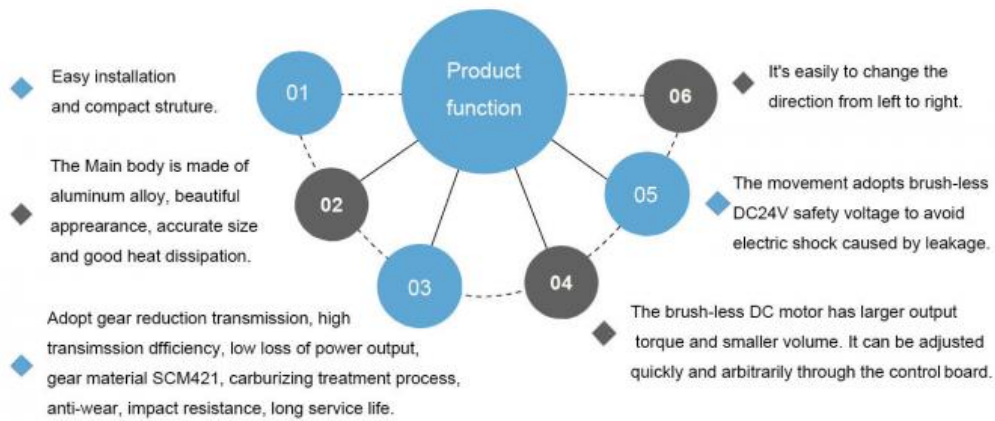 Product
function
01
Easy installation
and compact struture.
02
The Main body is made of
aluminum alloy, beautiful
apprearance, accurate size
and good heat dissipation.
03
Adopt gear reduction transmission, high
transimssion dfficiency, low loss of power output,
gear material SCM421, carburizing treatment process,
anti-wear, impact resistance, long service life.
04
The brush-less DC motor has larger output
torque and smaller volume. It can be adjusted
quickly and arbitrarily through the control board.
05
The movement adopts brush-less
DC24V safety voltage to avoid
electric shock caused by leakage.
06
It's easily to change the
direction from left to right.